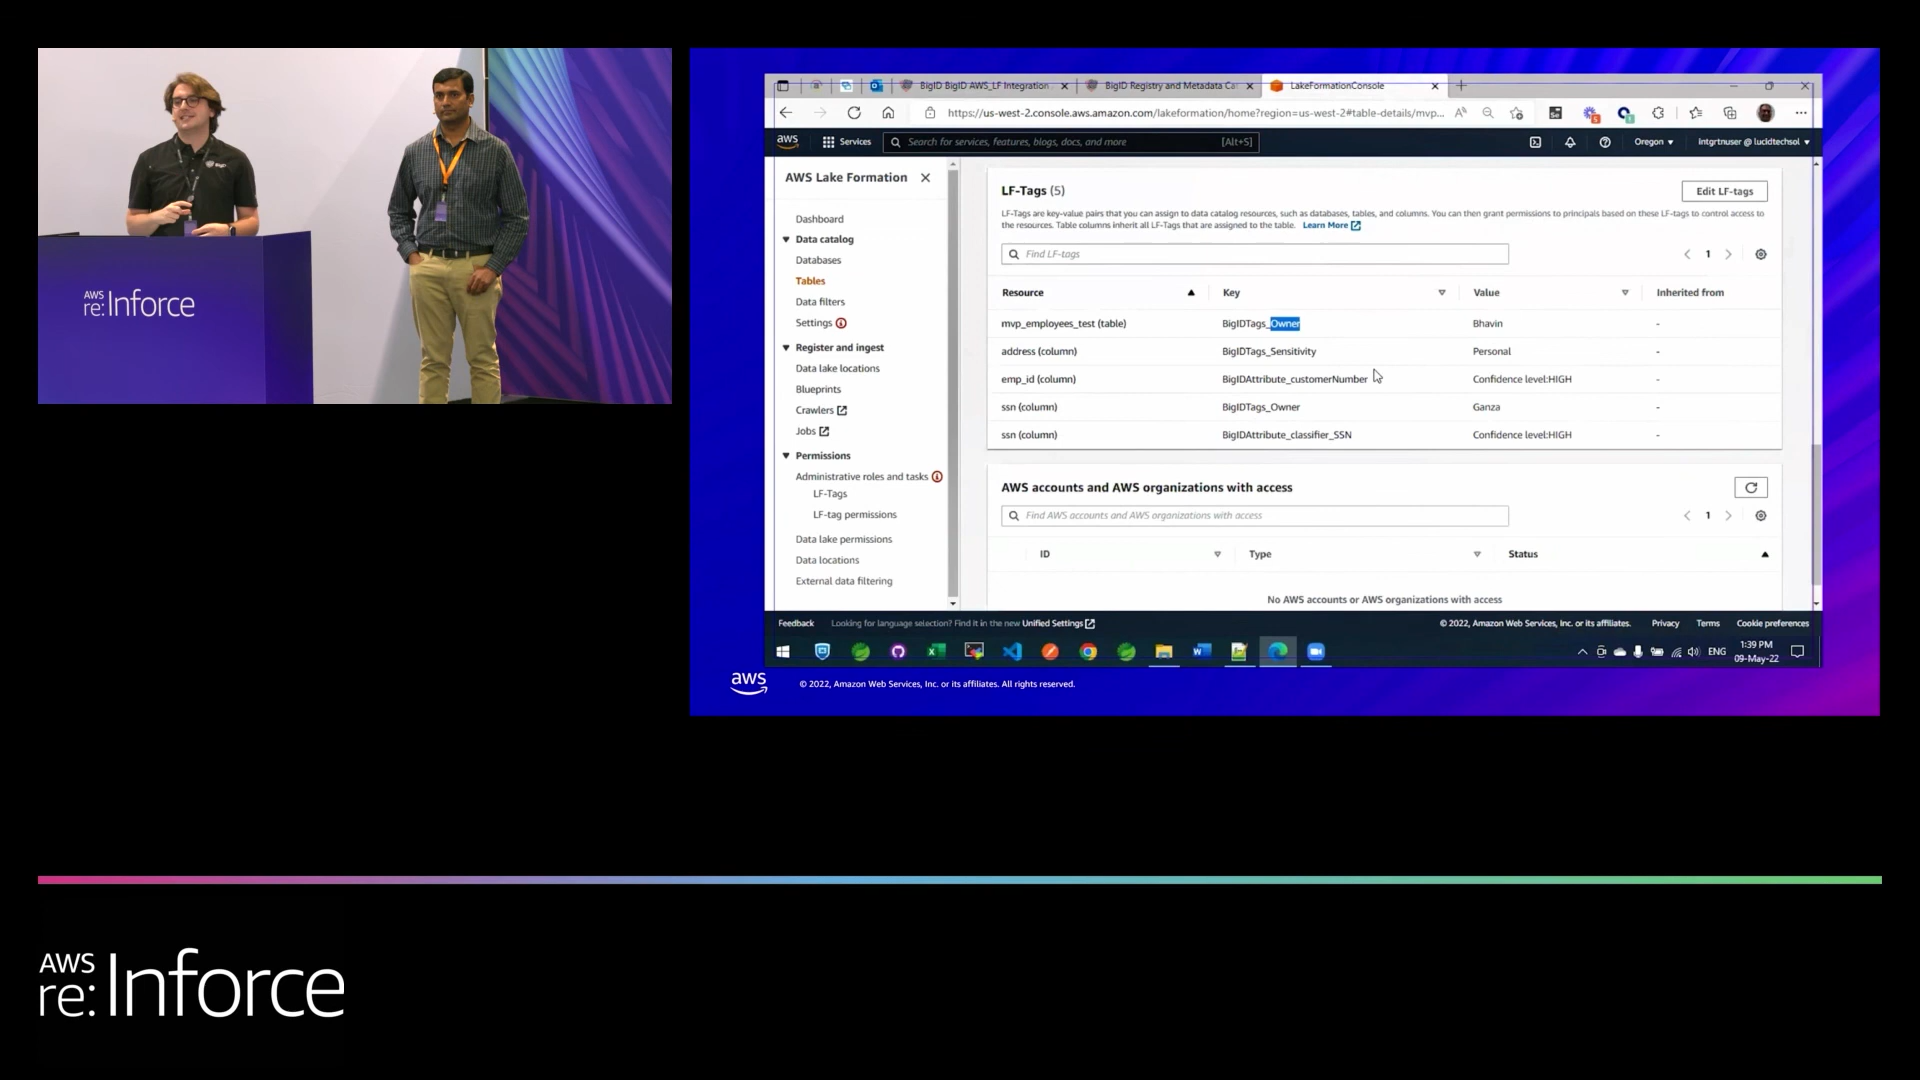 AWS
re:Inforce
BigID BigID AWS_LF Integration
BigID Registry and Metadata Ca
LakeFormationConsole
https://us-west-2.console.aws.amazon.com/lakeformation/home?region=us-west-2#table-details/mvp...
aws
Services
Search for services, features, blogs, docs, and more
[Alt+S]
Oregon
Intgrtnuser @ lucidtechsol
AWS Lake Formation
Dashboard
Data catalog
Databases
Tables
Data filters
Settings
Register and ingest
Data lake locations
Blueprints
Crawlers
Jobs
Permissions
Administrative roles and tasks
LF-Tags
LF-tag permissions
Data lake permissions
Data locations
External data filtering
LF-Tags (5)
Edit LF-tags
LF-Tags are key-value pairs that you can assign to data catalog resources, such as databases, tables, and columns. You can then grant permissions to principals based on these LF-tags to control access to
the resources. Table columns inherit all LF-Tags that are assigned to the table. Learn More
Find LF-tags
1
Resource Key Value Inherited from
mvp_employees_test (table) BigIDTags_Owner Bhavin -
address (column) BigIDTags_Sensitivity Personal -
emp_id (column) BigIDAttribute_customerNumber Confidence level:HIGH -
ssn (column) BigIDTags_Owner Ganza -
ssn (column) BigIDAttribute_classifier_SSN Confidence level:HIGH -
AWS accounts and AWS organizations with access
Find AWS accounts and AWS organizations with access
1
ID Type Status
No AWS accounts or AWS organizations with access
Feedback Looking for language selection? Find it in the new Unified Settings
© 2022, Amazon Web Services, Inc. or its affiliates. Privacy Terms Cookie preferences
ENG
1:39 PM
09-May-22
aws
© 2022, Amazon Web Services, Inc. or its affiliates. All rights reserved.
AWS
re:Inforce